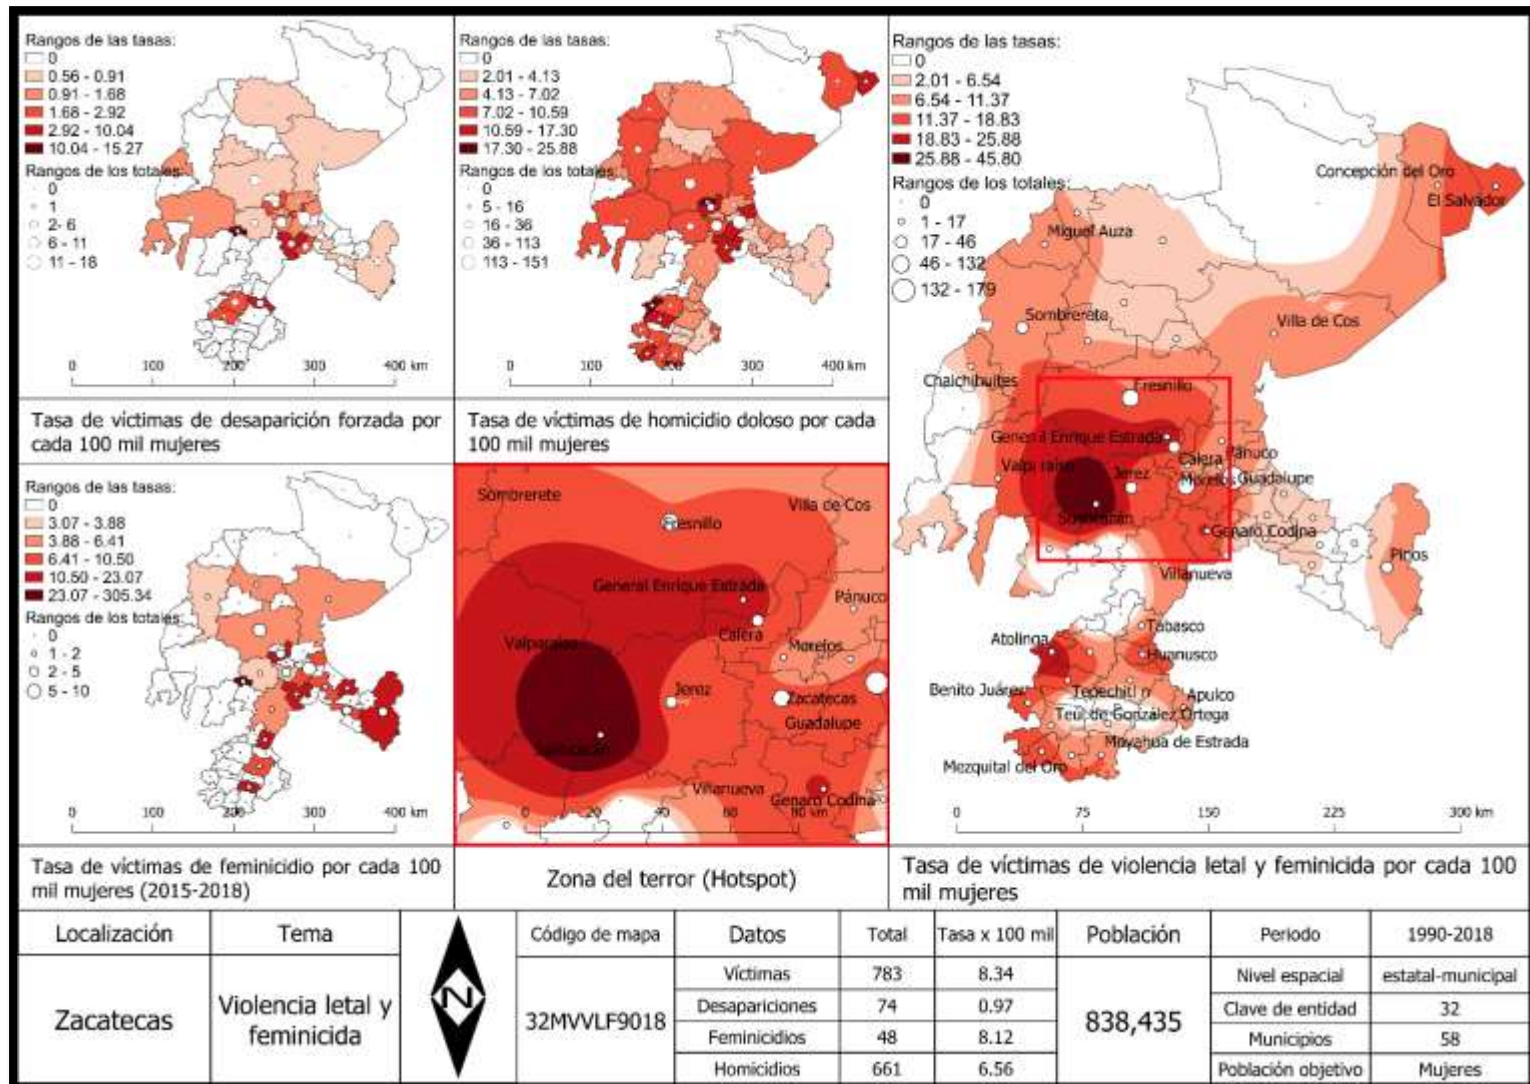 Rangos de las tasas:
0
0.56 - 0.91
0.91 - 1.68
1.68 - 2.92
2.92 - 10.04
10.04 - 15.27
Rangos de los totales:
0
1
2- 6
6 - 11
11 - 18
0 100 200 300 400 km
Tasa de víctimas de desaparición forzada por
cada 100 mil mujeres
Rangos de las tasas:
0
2.01 - 4.13
4.13 - 7.02
7.02 - 10.59
10.59 - 17.30
17.30 - 25.88
Rangos de los totales:
0
5 - 16
16 - 36
36 - 113
113 - 151
0 100 200 300 400 km
Tasa de víctimas de homicidio doloso por cada
100 mil mujeres
Rangos de las tasas:
0
2.01 - 6.54
6.54 - 11.37
11.37 - 18.83
18.83 - 25.88
25.88 - 45.80
Rangos de los totales:
0
1 - 17
17 - 46
46 - 132
132 - 179
Concepción del Oro
El Salvador
Miguel Auza
Sombrerete
Villa de Cos
Chalchihuites
Fresnillo
General Enrique Estrada
Calera
Pánuco
Valparaíso
Jerez
Morelos
Guadalupe
Susticacán
Genaro Codina
Pinos
Villanueva
Tabasco
Atolinga
Huanusco
Benito Juárez
Tepechitl n
Apulco
Teúl de González Ortega
Moyahua de Estrada
Mezquital del Oro
0 75 150 225 300 km
Tasa de víctimas de violencia letal y feminicida por cada 100
mil mujeres
Rangos de las tasas:
0
3.07 - 3.88
3.88 - 6.41
6.41 - 10.50
10.50 - 23.07
23.07 - 305.34
Rangos de los totales:
0
1 - 2
2 - 5
5 - 10
0 100 200 300 400 km
Tasa de víctimas de feminicidio por cada 100
mil mujeres (2015-2018)
Sombrerete
Villa de Cos
Fresnillo
General Enrique Estrada
Pánuco
Calera
Valparaíso
Morelos
Jerez
Zacatecas
Guadalupe
Susticacán
Villanueva
Genaro Codina
0 20 40 80 km
Zona del terror (Hotspot)
Localización
Zacatecas
Tema
Violencia letal y
feminicida
N
Código de mapa
32MVVLF9018
Datos Total Tasa x 100 mil
Víctimas 783 8.34
Desapariciones 74 0.97
Feminicidios 48 8.12
Homicidios 661 6.56
Población
838,435
Periodo 1990-2018
Nivel espacial estatal-municipal
Clave de entidad 32
Municipios 58
Población objetivo Mujeres